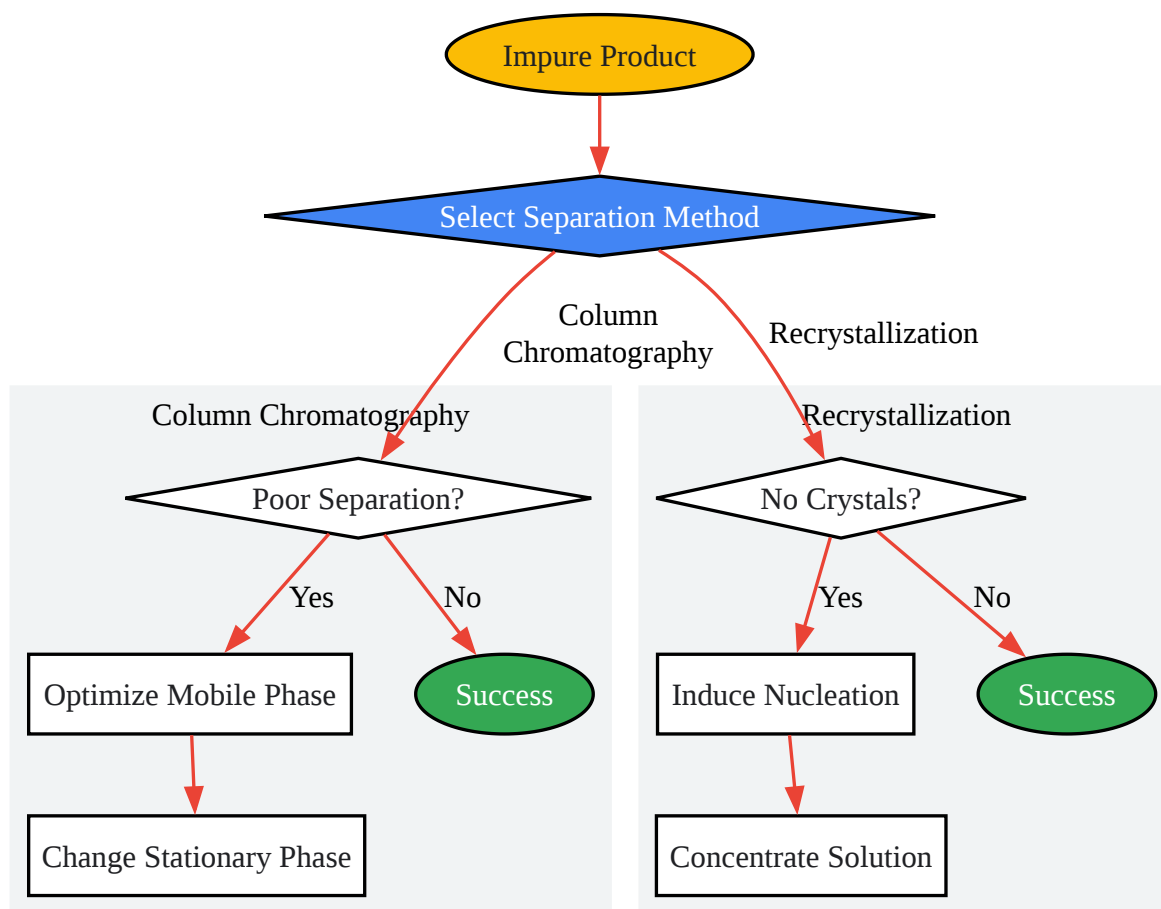 Impure Product
Select Separation Method
Column
Chromatography
Recrystallization
Column Chromatography
Recrystallization
Poor Separation?
No Crystals?
Yes
No
Yes
No
Optimize Mobile Phase
Success
Induce Nucleation
Success
Change Stationary Phase
Concentrate Solution